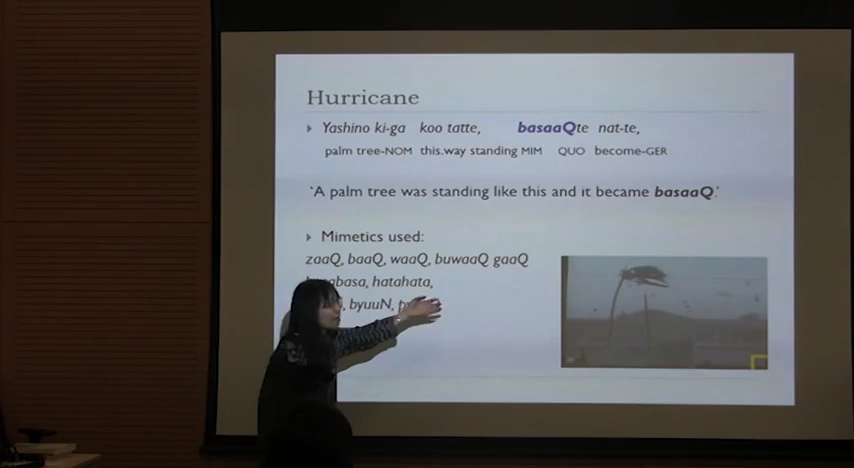 Hurricane
Yashino ki-ga koo tatte, basaaQte nat-te,
palm tree-NOM this.way standing MIM QUO become-GER
‘A palm tree was standing like this and it became basaaQ.’
Mimetics used:
zaaQ, baaQ, waaQ, buwaaQ gaaQ
hatahata,
byuuN,